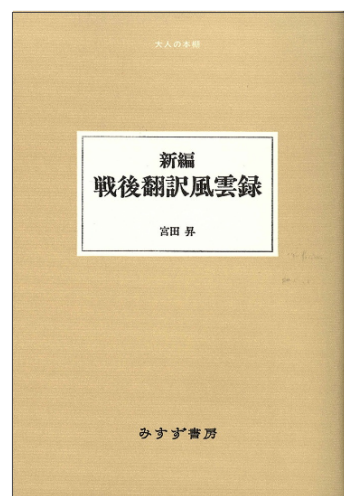 大人の本棚
新編
戦後翻訳風雲録
宮田 昇
みすず書房